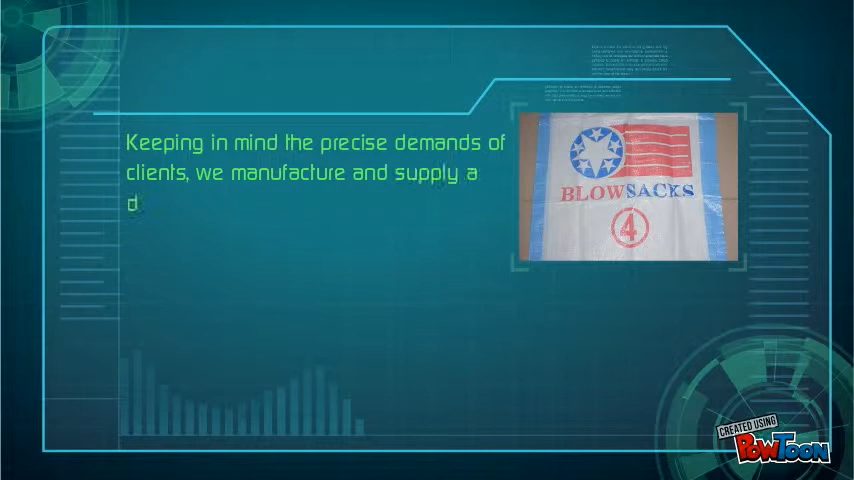 Keeping in mind the precise demands of
clients, we manufacture and supply a
d
BLOWSACKS
4
CREATED USING
POWTOON